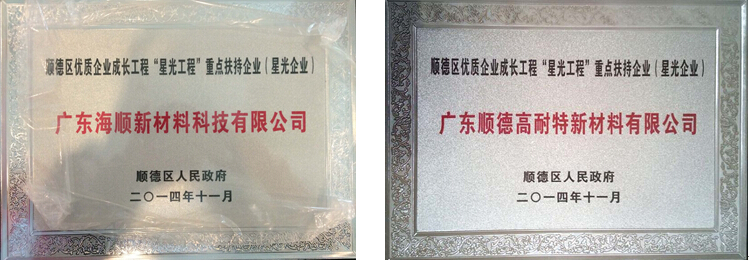 顺德区优质企业成长工程“星光工程”重点扶持企业（星光企业）
广东海顺新材料科技有限公司
顺德区人民政府
二〇一四年十一月
顺德区优质企业成长工程“星光工程”重点扶持企业（星光企业）
广东顺德高耐特新材料有限公司
顺德区人民政府
二〇一四年十一月